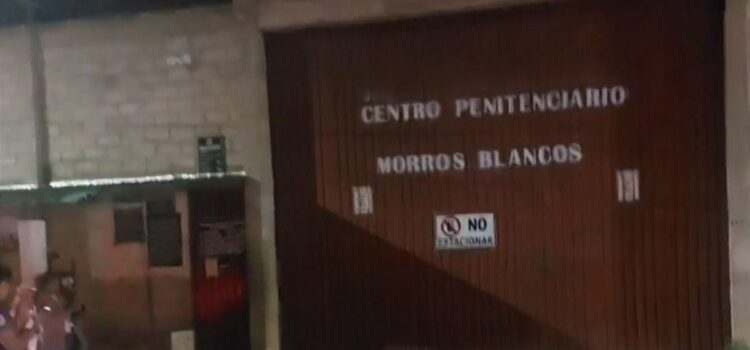 CENTRO PENITENCIARIO
MORROS BLANCOS
NO
ESTACIONAR